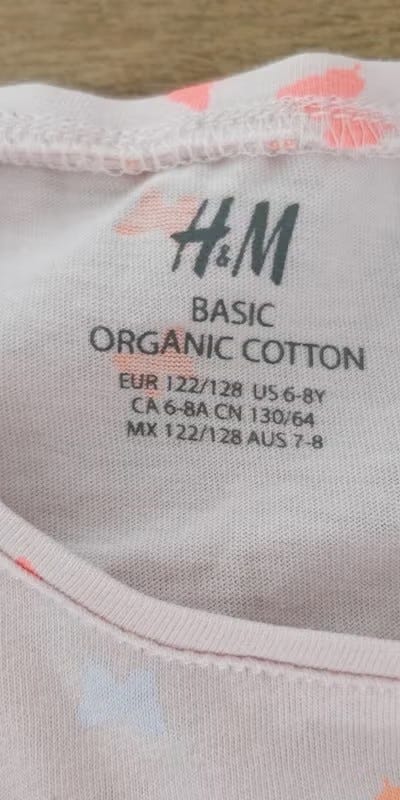 H&M
BASIC
ORGANIC COTTON
EUR 122/128 US 6-8Y
CA 6-8A CN 130/64
MX 122/128 AUS 7-8